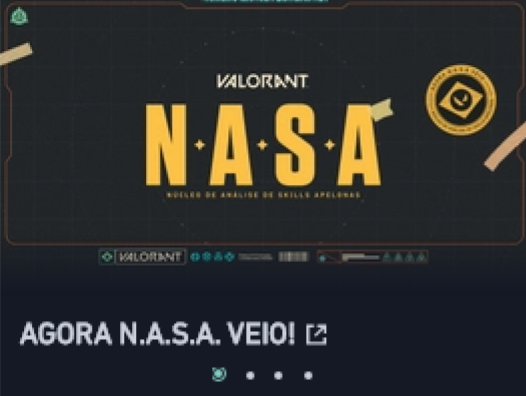 VALORANT
N A S A
NÚCLEO DE ANÁLISE DE SKILLS APELONAS
VALORANT
AGORA N.A.S.A. VEIO!